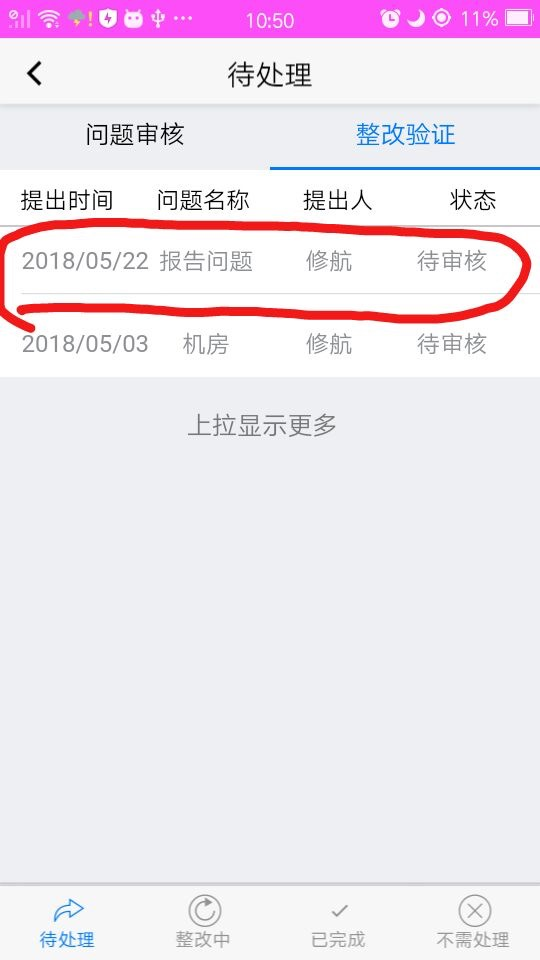 10:50 11%
待处理
问题审核 整改验证
提出时间 问题名称 提出人 状态
2018/05/22 报告问题 修航 待审核
2018/05/03 机房 修航 待审核
上拉显示更多
待处理 整改中 已完成 不需处理